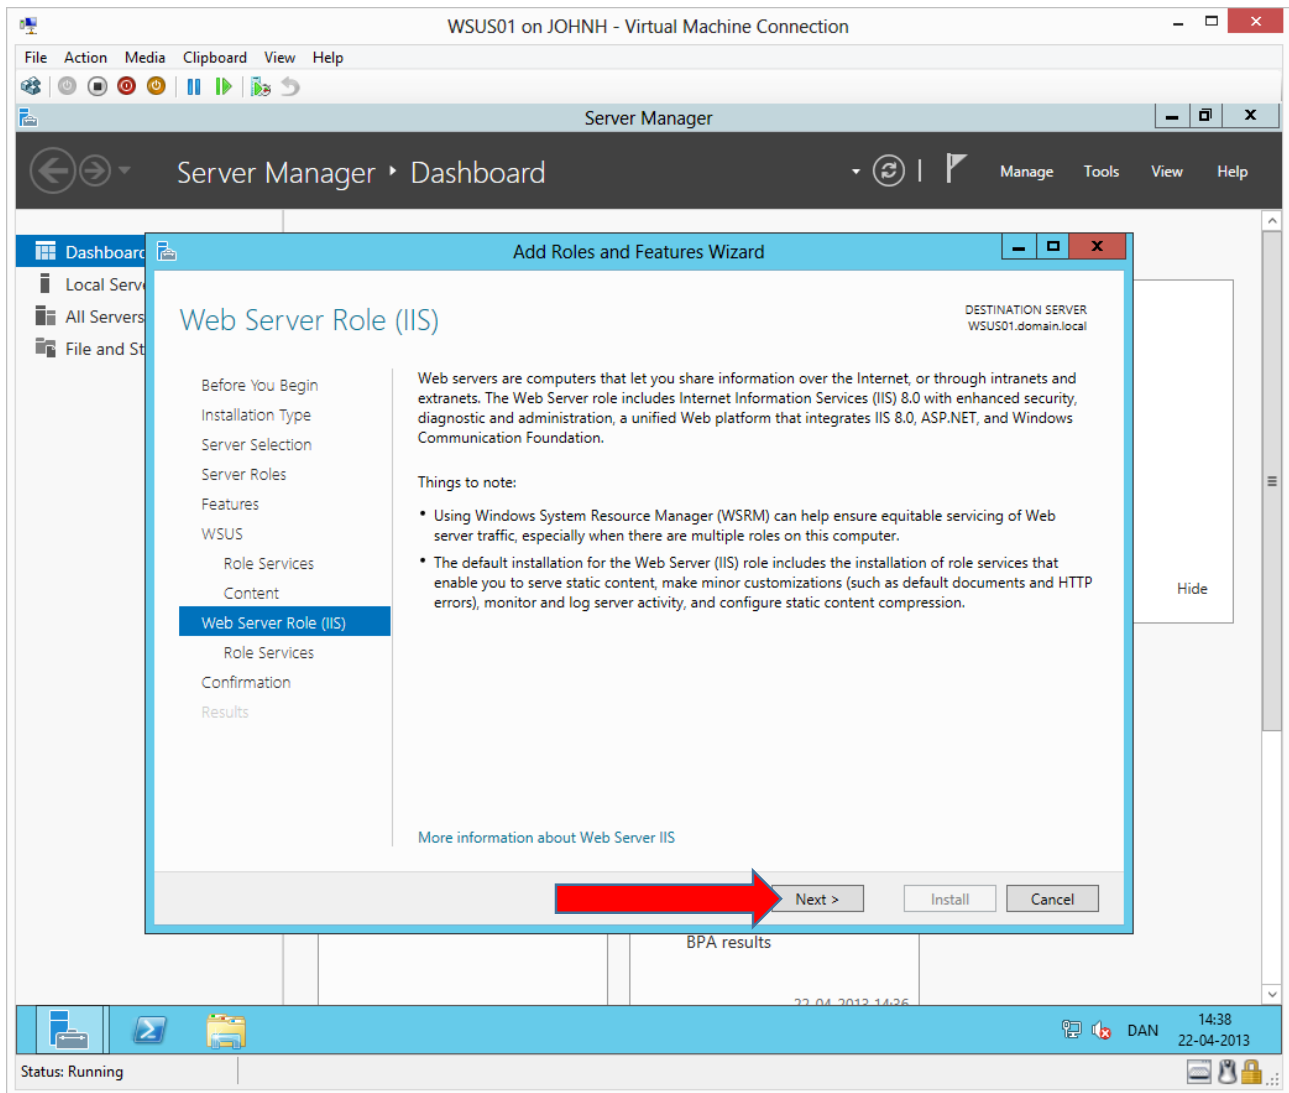 WSUS01 on JOHNH - Virtual Machine Connection
File Action Media Clipboard View Help
Server Manager
Server Manager Dashboard
Manage Tools View Help
Dashboard
Local Serve
All Servers
File and St
Add Roles and Features Wizard
Web Server Role (IIS)
DESTINATION SERVER
WSUS01.domain.local
Before You Begin
Installation Type
Server Selection
Server Roles
Features
WSUS
Role Services
Content
Web Server Role (IIS)
Role Services
Confirmation
Results
Web servers are computers that let you share information over the Internet, or through intranets and
extranets. The Web Server role includes Internet Information Services (IIS) 8.0 with enhanced security,
diagnostic and administration, a unified Web platform that integrates IIS 8.0, ASP.NET, and Windows
Communication Foundation.
Things to note:
• Using Windows System Resource Manager (WSRM) can help ensure equitable servicing of Web
server traffic, especially when there are multiple roles on this computer.
• The default installation for the Web Server (IIS) role includes the installation of role services that
enable you to serve static content, make minor customizations (such as default documents and HTTP
errors), monitor and log server activity, and configure static content compression.
More information about Web Server IIS
Next > Install Cancel
Hide
BPA results
22-04-2013 14:36
DAN
14:38
22-04-2013
Status: Running